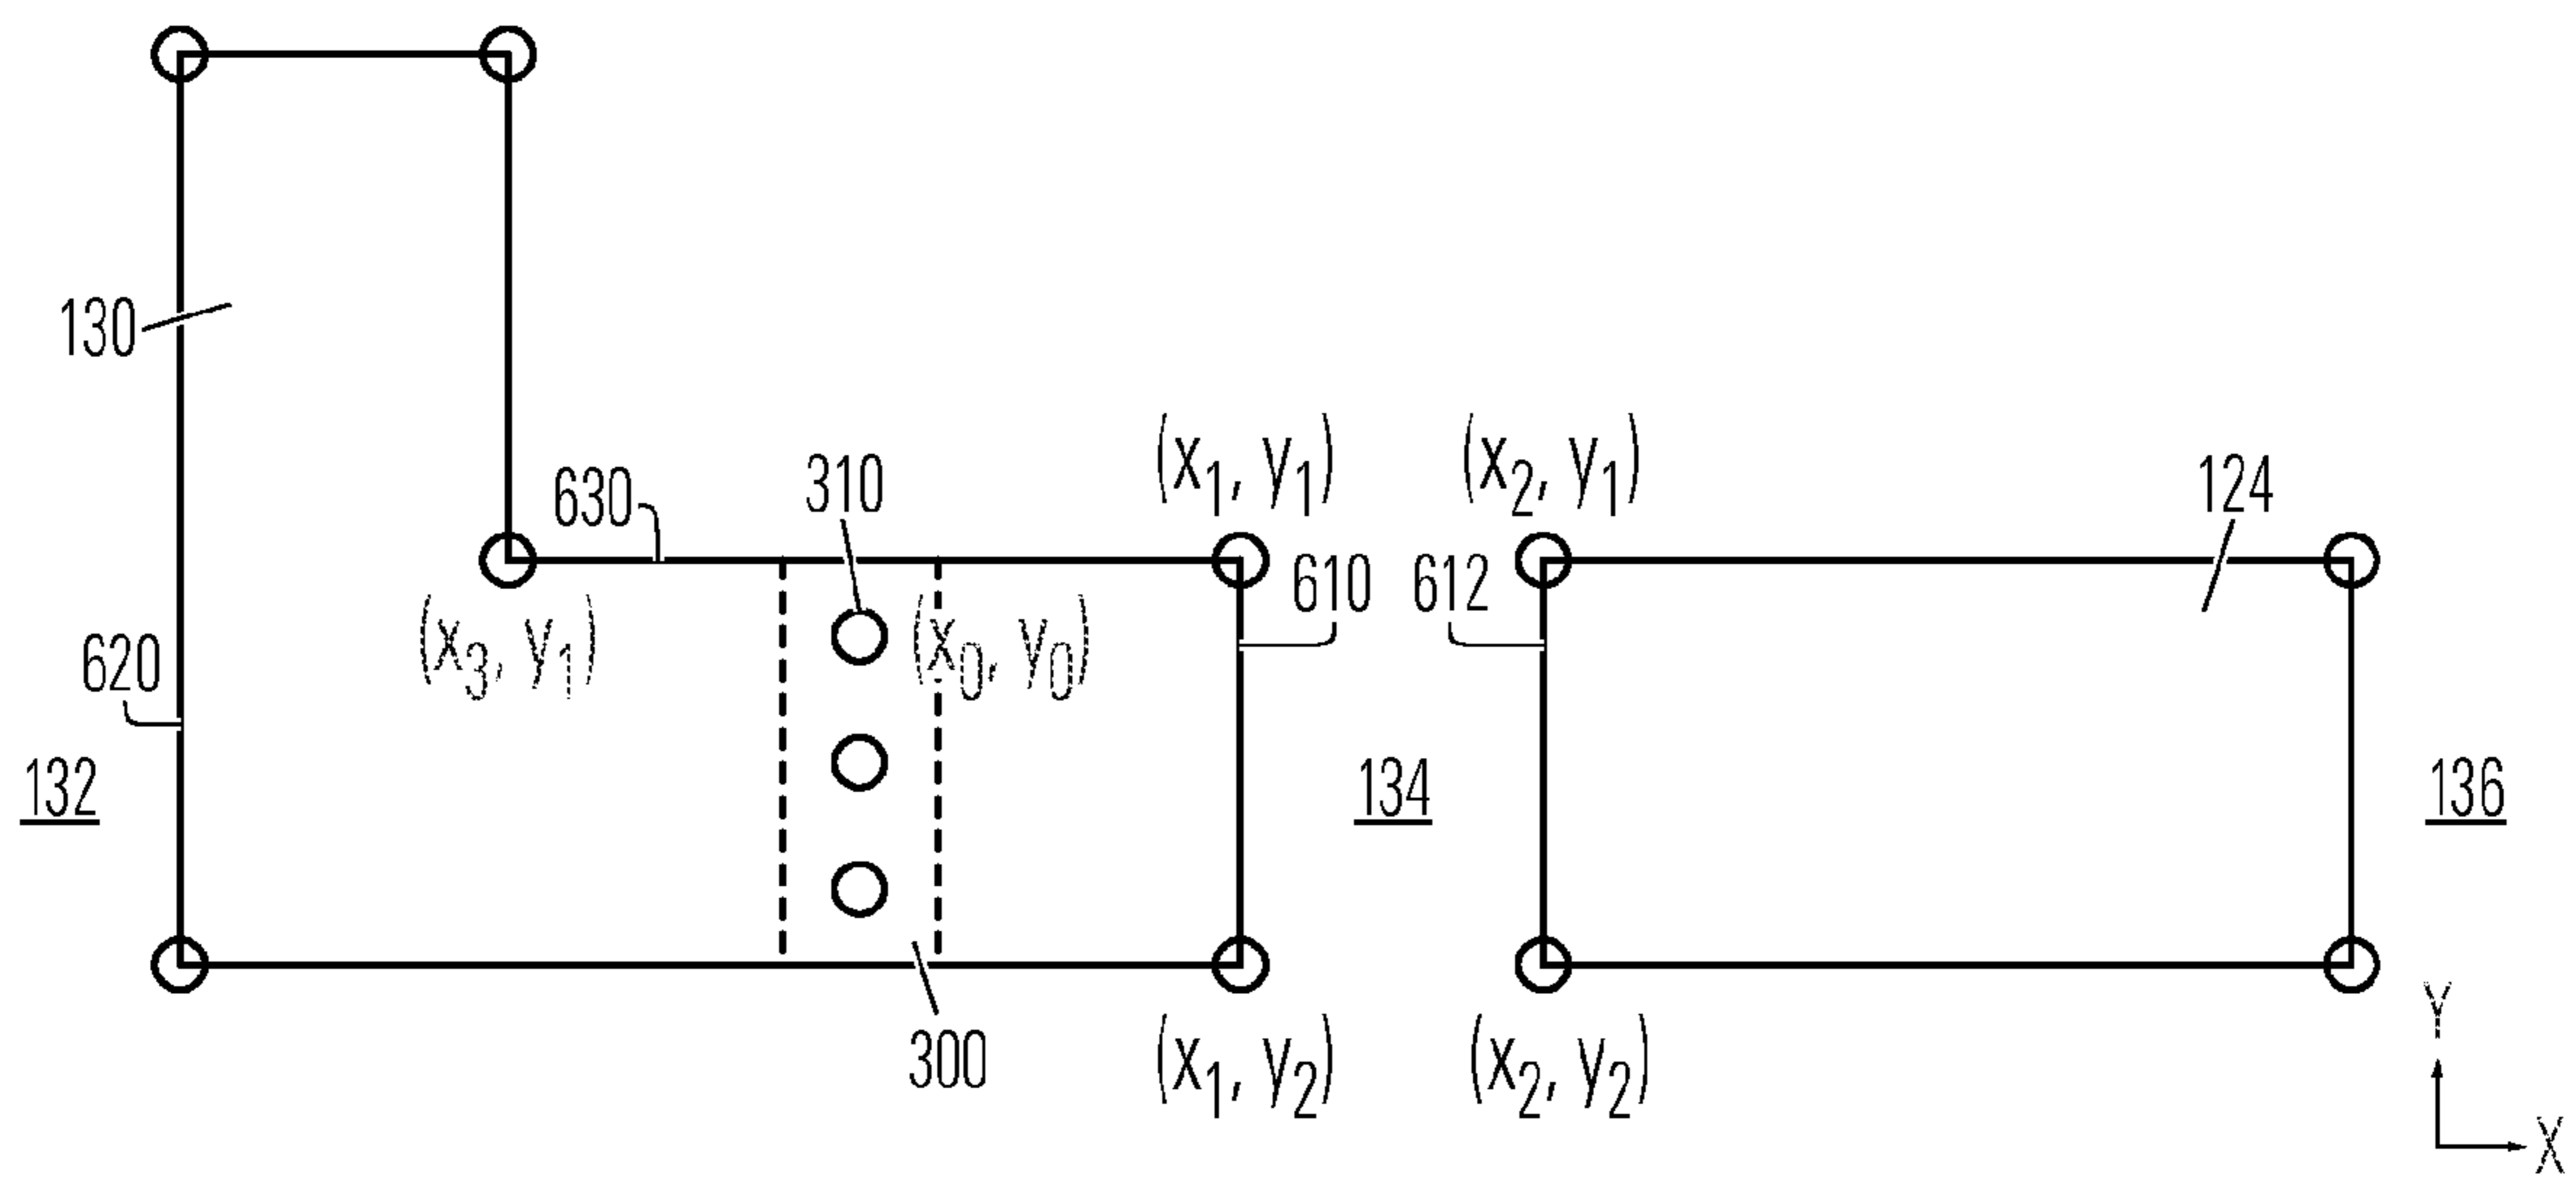 130
(x₁, y₁) (x₂, y₁)
630 310 124
610 612
(x₃, y₁) (x₀, y₀)
620
132 134 136
300
(x₁, y₂) (x₂, y₂)
Y
X